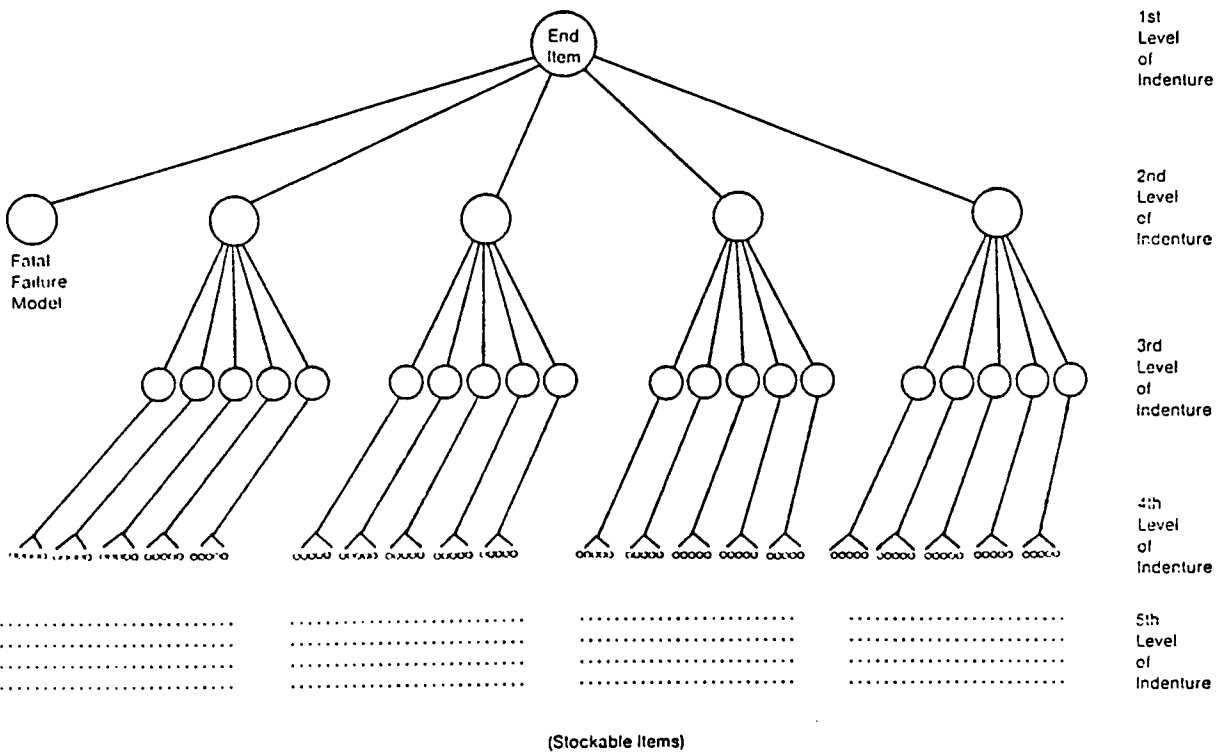 End
Item
1st
Level
of
Indenture
2nd
Level
of
Indenture
Fatal
Failure
Model
3rd
Level
of
Indenture
4th
Level
of
Indenture
5th
Level
of
Indenture
(Stockable Items)